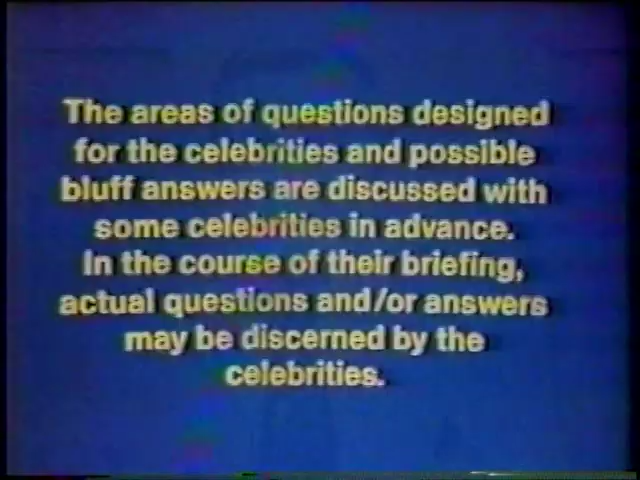 The areas of questions designed
for the celebrities and possible
bluff answers are discussed with
some celebrities in advance.
In the course of their briefing,
actual questions and/or answers
may be discerned by the
celebrities.